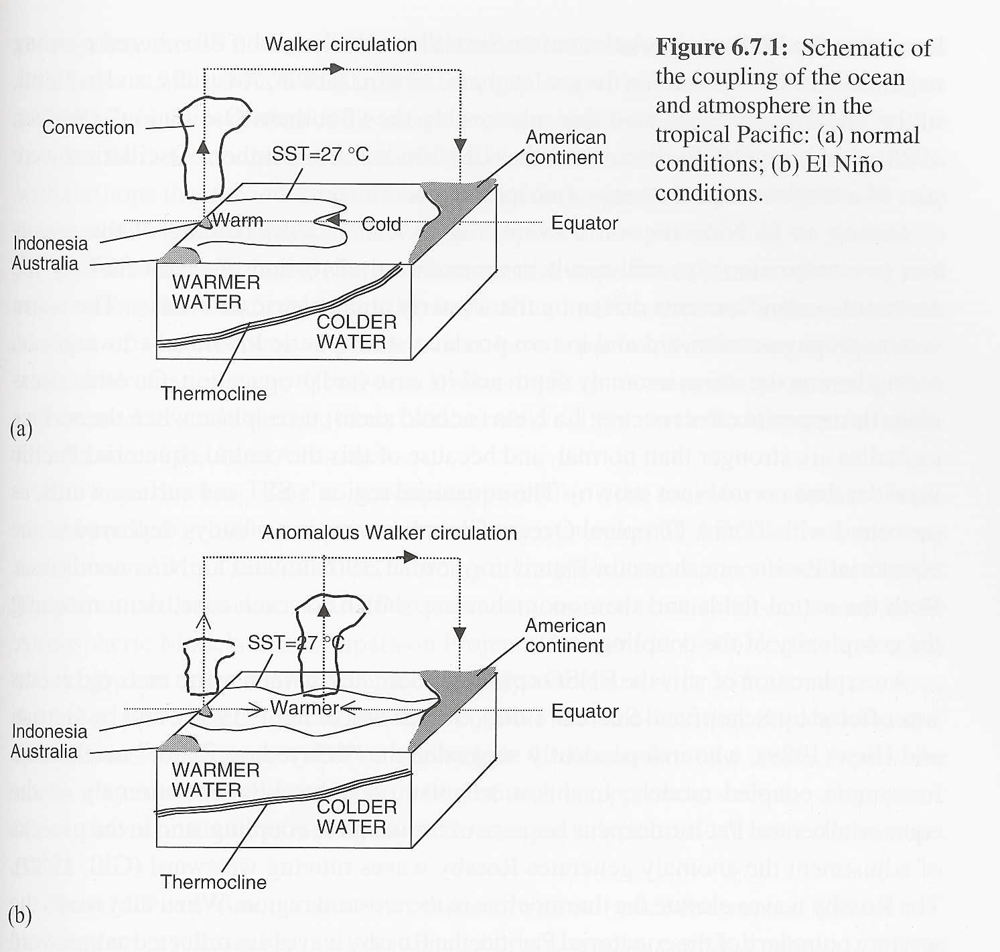 Walker circulation
Convection
SST=27 °C
American
continent
Warm
Cold
Equator
Indonesia
Australia
WARMER
WATER
COLDER
WATER
Thermocline
(a)
Figure 6.7.1: Schematic of
the coupling of the ocean
and atmosphere in the
tropical Pacific: (a) normal
conditions; (b) El Niño
conditions.
Anomalous Walker circulation
SST=27 °C
American
continent
Warmer
Equator
Indonesia
Australia
WARMER
WATER
COLDER
WATER
Thermocline
(b)